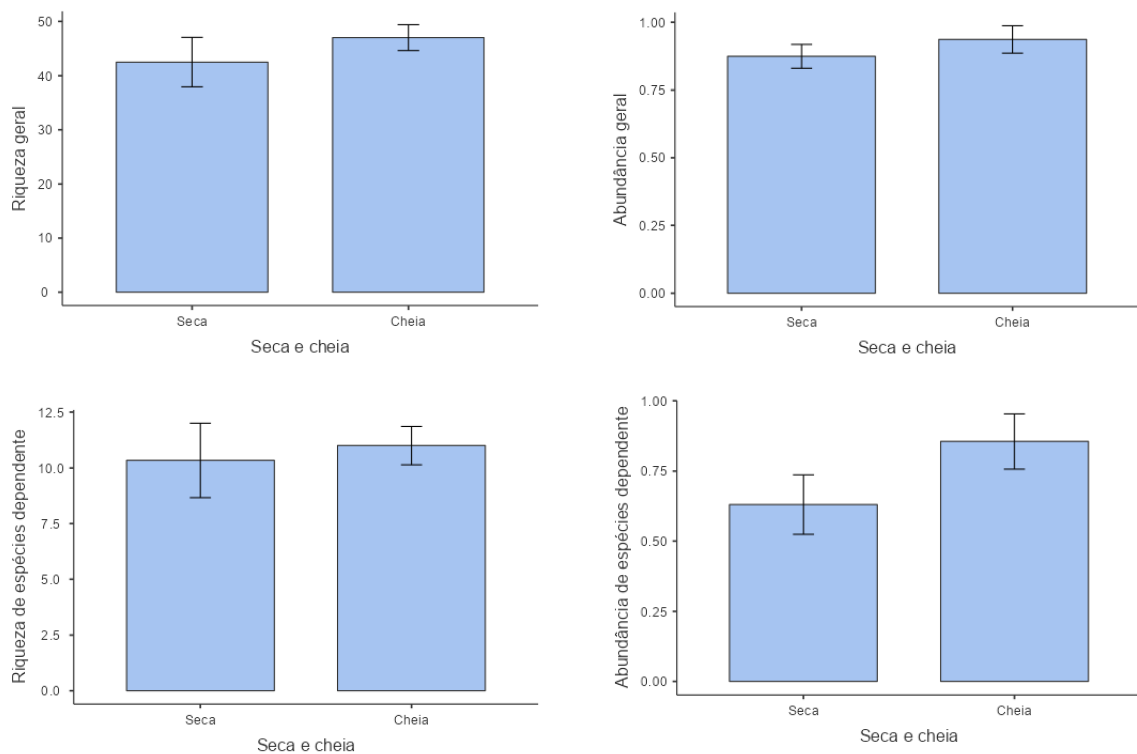 Riqueza geral
50
40
30
20
10
0
Seca
Cheia
Seca e cheia
Abundância geral
1.00
0.75
0.50
0.25
0.00
Seca
Cheia
Seca e cheia
Riqueza de espécies dependente
12.5
10.0
7.5
5.0
2.5
0.0
Seca
Cheia
Seca e cheia
Abundância de espécies dependente
1.00
0.75
0.50
0.25
0.00
Seca
Cheia
Seca e cheia